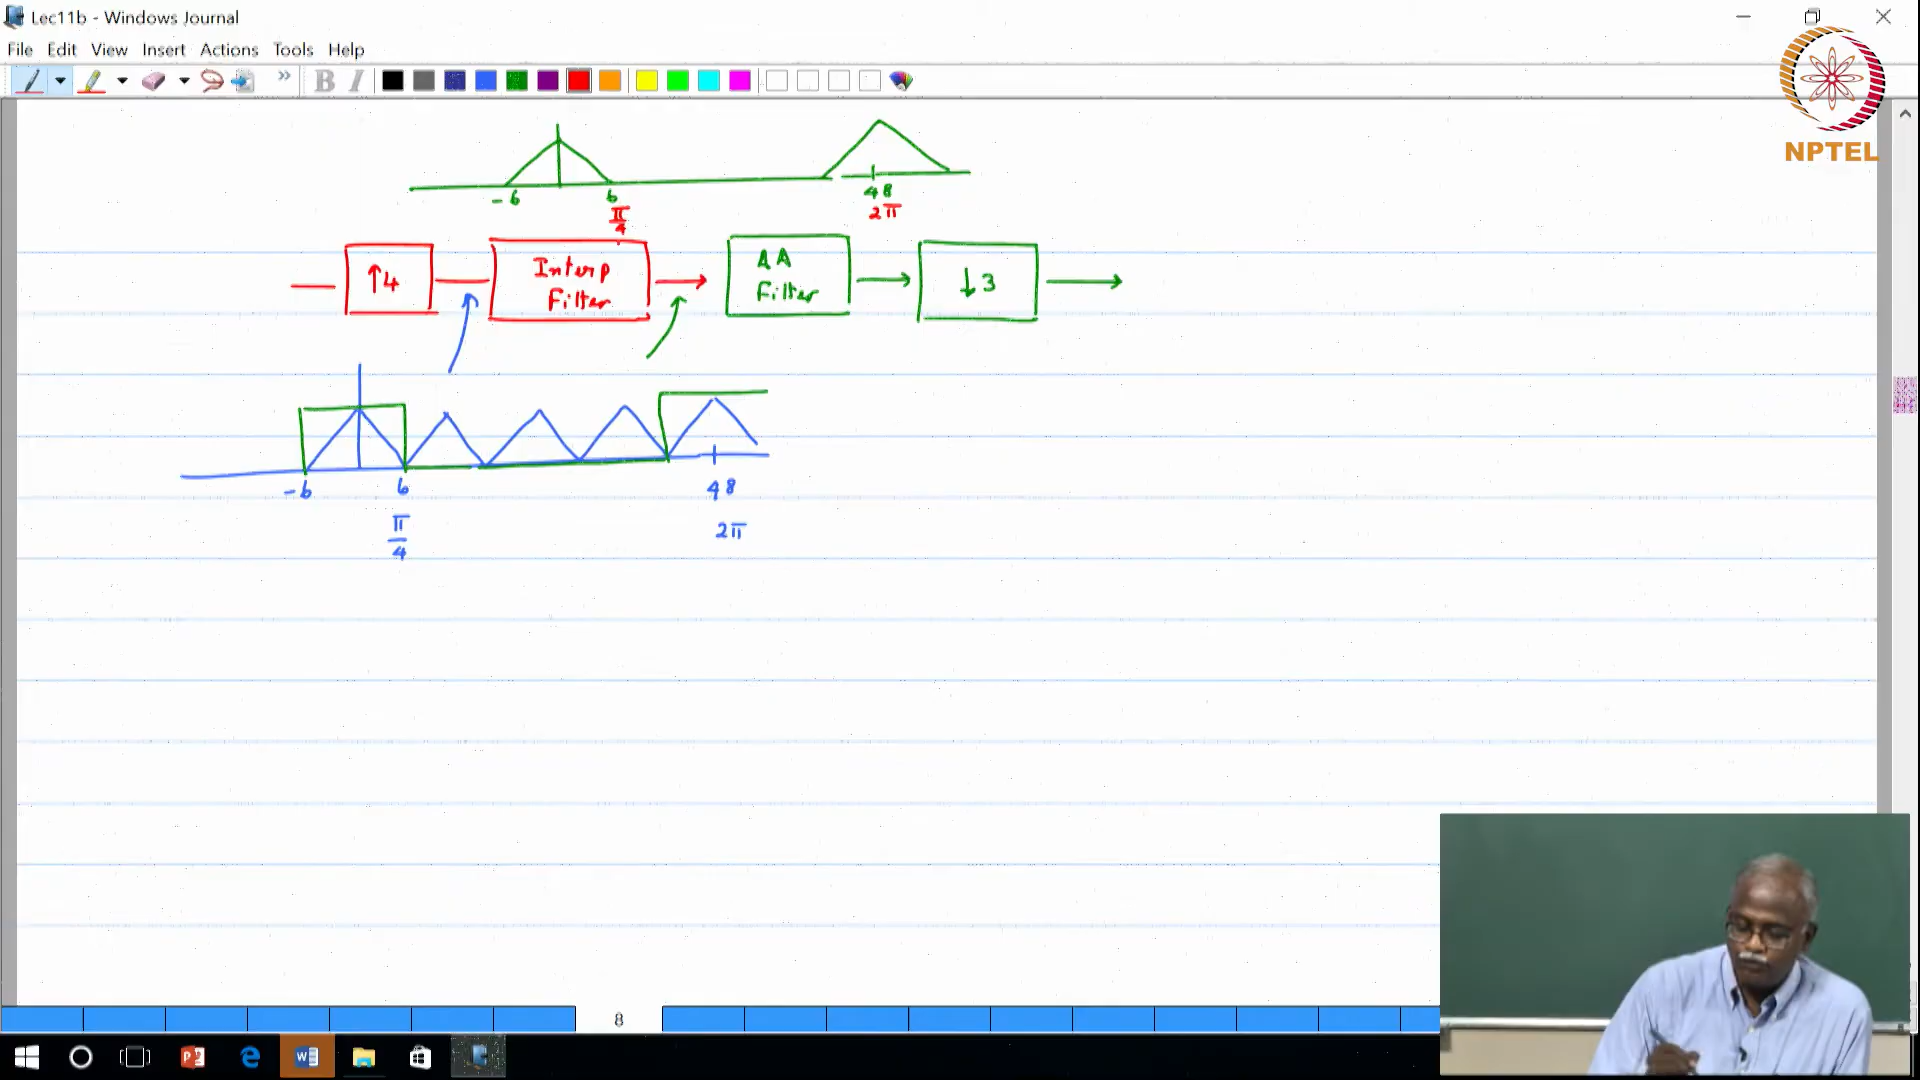 Lec11b - Windows Journal
File Edit View Insert Actions Tools Help
B I
NPTEL
-6 6 48
π/4 2π
↑4 Interp Filter AA Filter ↓3
-6 6 48
π/4 2π
8